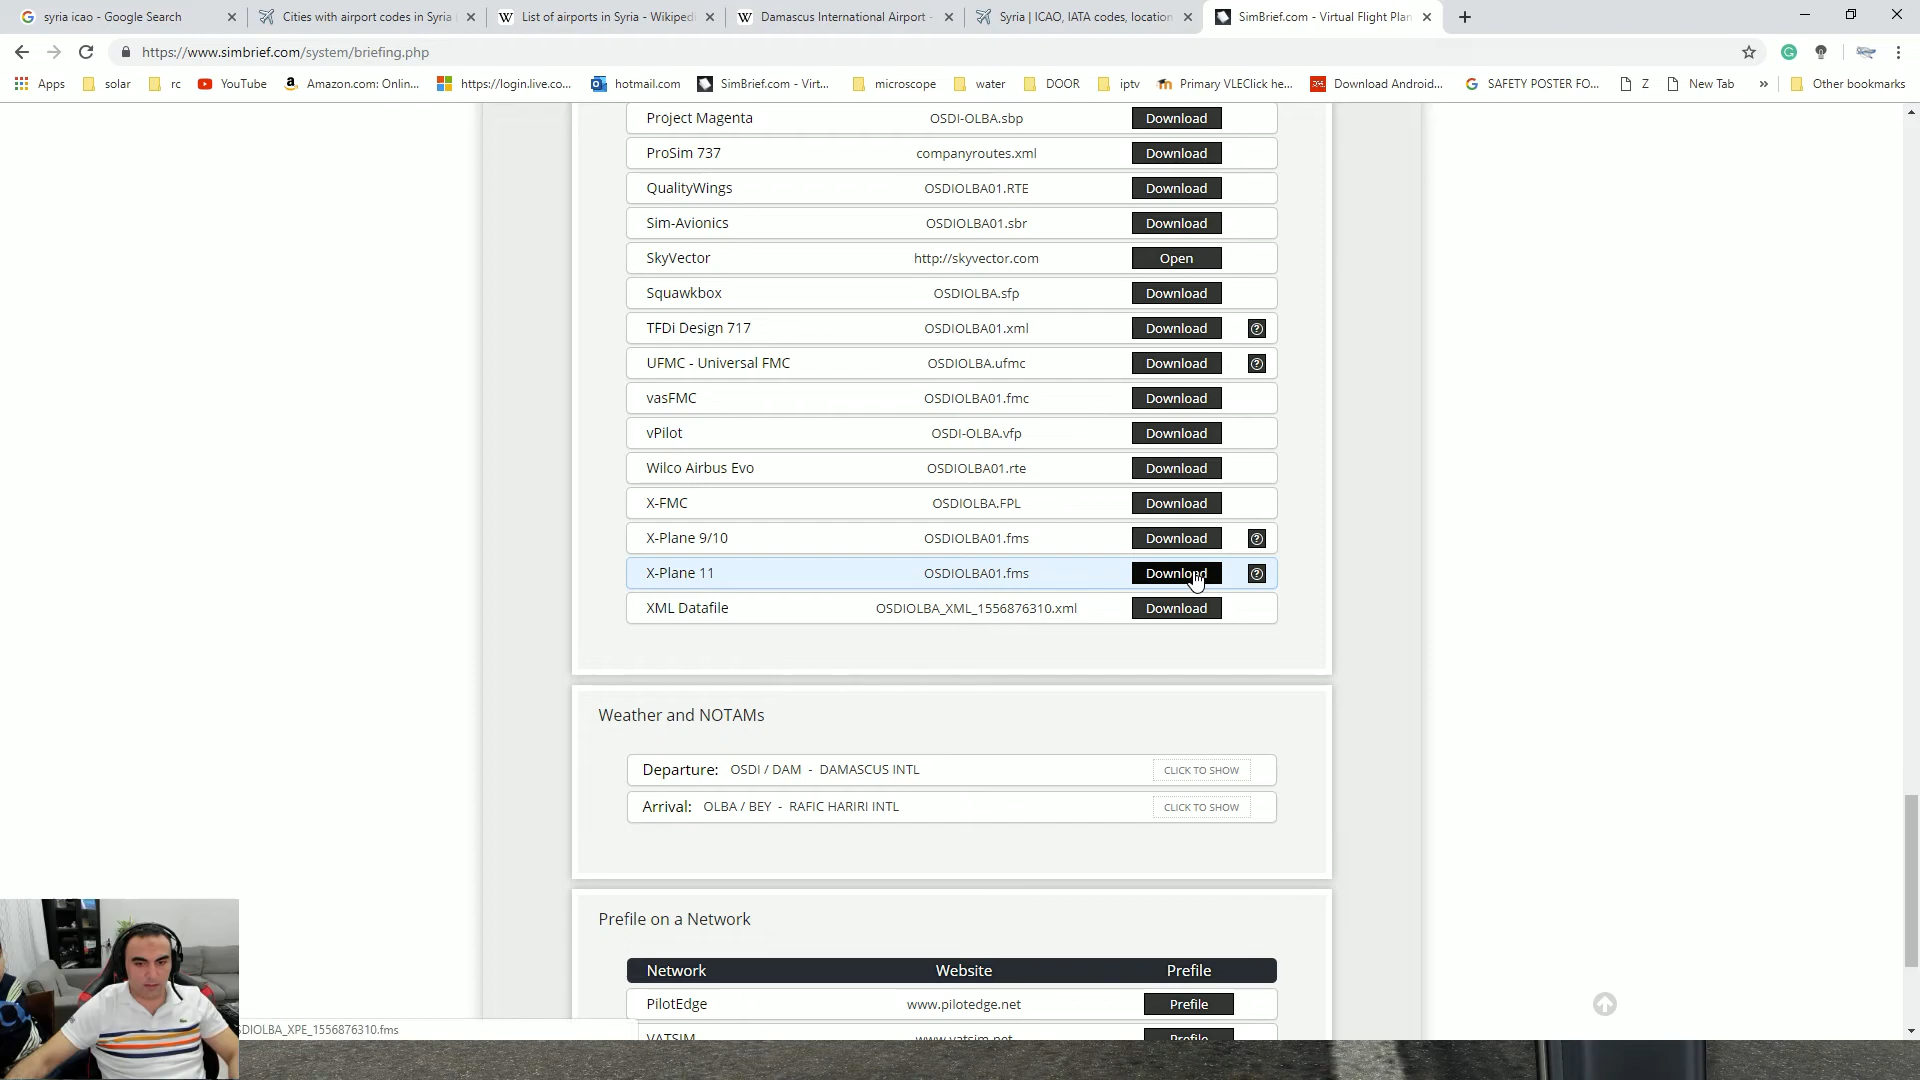 syria icao - Google Search
Cities with airport codes in Syria
List of airports in Syria - Wikiped
Damascus International Airport -
Syria | ICAO, IATA codes, location
SimBrief.com - Virtual Flight Plan
https://www.simbrief.com/system/briefing.php
Apps solar rc YouTube Amazon.com: Onlin... https://login.live.co... hotmail.com SimBrief.com - Virt... microscope water DOOR iptv Primary VLEClick he... Download Android... SAFETY POSTER FO... Z New Tab » Other bookmarks
Project Magenta OSDI-OLBA.sbp Download
ProSim 737 companyroutes.xml Download
QualityWings OSDIOLBA01.RTE Download
Sim-Avionics OSDIOLBA01.sbr Download
SkyVector http://skyvector.com Open
Squawkbox OSDIOLBA.sfp Download
TFDi Design 717 OSDIOLBA01.xml Download
UFMC - Universal FMC OSDIOLBA.ufmc Download
vasFMC OSDIOLBA01.fmc Download
vPilot OSDI-OLBA.vfp Download
Wilco Airbus Evo OSDIOLBA01.rte Download
X-FMC OSDIOLBA.FPL Download
X-Plane 9/10 OSDIOLBA01.fms Download
X-Plane 11 OSDIOLBA01.fms Download
XML Datafile OSDIOLBA_XML_1556876310.xml Download
Weather and NOTAMs
Departure: OSDI / DAM - DAMASCUS INTL CLICK TO SHOW
Arrival: OLBA / BEY - RAFIC HARIRI INTL CLICK TO SHOW
Prefile on a Network
Network Website Prefile
PilotEdge www.pilotedge.net Prefile
VATSIM www.vatsim.net Prefile
DIOLBA_XPE_1556876310.fms